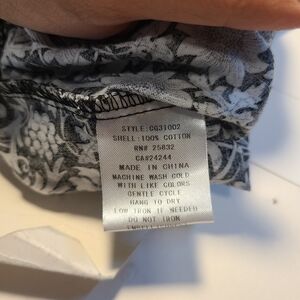 STYLE:CG31002
SHELL:100% COTTON
RN# 25832
CA#24244
MADE IN CHINA
MACHINE WASH COLD
WITH LIKE COLORS
GENTLE CYCLE
HANG TO DRY
LOW IRON IF NEEDED
DO NOT IRON